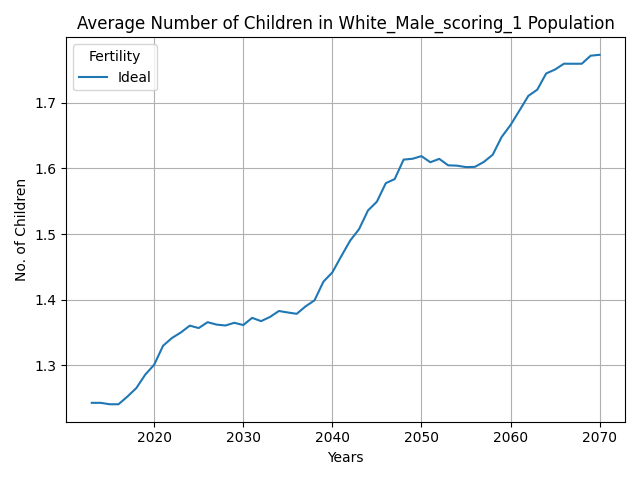 Average Number of Children in White_Male_scoring_1 Population
Fertility
Ideal
No. of Children
1.7
1.6
1.5
1.4
1.3
2020 2030 2040 2050 2060 2070
Years